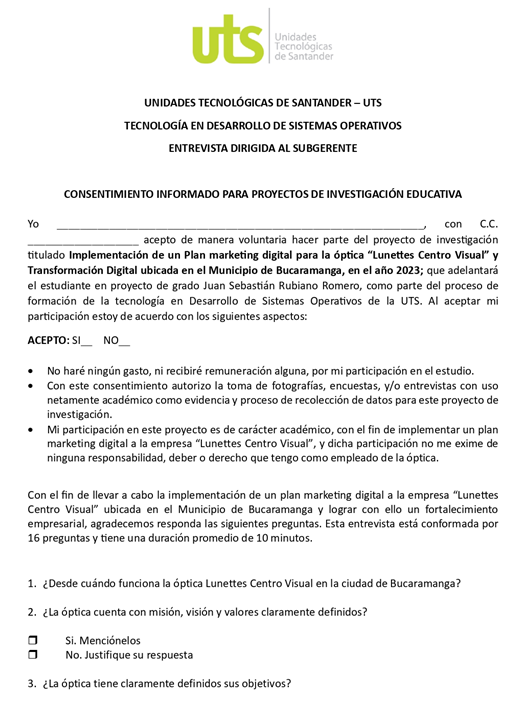 uts
Unidades
Tecnológicas
de Santander
UNIDADES TECNOLÓGICAS DE SANTANDER – UTS
TECNOLOGÍA EN DESARROLLO DE SISTEMAS OPERATIVOS
ENTREVISTA DIRIGIDA AL SUBGERENTE
CONSENTIMIENTO INFORMADO PARA PROYECTOS DE INVESTIGACIÓN EDUCATIVA
Yo ________________________________________________________________, con C.C.
____________________ acepto de manera voluntaria hacer parte del proyecto de investigación
titulado Implementación de un Plan marketing digital para la óptica “Lunettes Centro Visual” y
Transformación Digital ubicada en el Municipio de Bucaramanga, en el año 2023; que adelantará
el estudiante en proyecto de grado Juan Sebastián Rubiano Romero, como parte del proceso de
formación de la tecnología en Desarrollo de Sistemas Operativos de la UTS. Al aceptar mi
participación estoy de acuerdo con los siguientes aspectos:
ACEPTO: SI__ NO__
• No haré ningún gasto, ni recibiré remuneración alguna, por mi participación en el estudio.
• Con este consentimiento autorizo la toma de fotografías, encuestas, y/o entrevistas con uso
netamente académico como evidencia y proceso de recolección de datos para este proyecto de
investigación.
• Mi participación en este proyecto es de carácter académico, con el fin de implementar un plan
marketing digital a la empresa “Lunettes Centro Visual”, y dicha participación no me exime de
ninguna responsabilidad, deber o derecho que tengo como empleado de la óptica.
Con el fin de llevar a cabo la implementación de un plan marketing digital a la empresa “Lunettes
Centro Visual” ubicada en el Municipio de Bucaramanga y lograr con ello un fortalecimiento
empresarial, agradecemos responda las siguientes preguntas. Esta entrevista está conformada por
16 preguntas y tiene una duración promedio de 10 minutos.
1. ¿Desde cuándo funciona la óptica Lunettes Centro Visual en la ciudad de Bucaramanga?
2. ¿La óptica cuenta con misión, visión y valores claramente definidos?
❒ Si. Menciónelos
❒ No. Justifique su respuesta
3. ¿La óptica tiene claramente definidos sus objetivos?